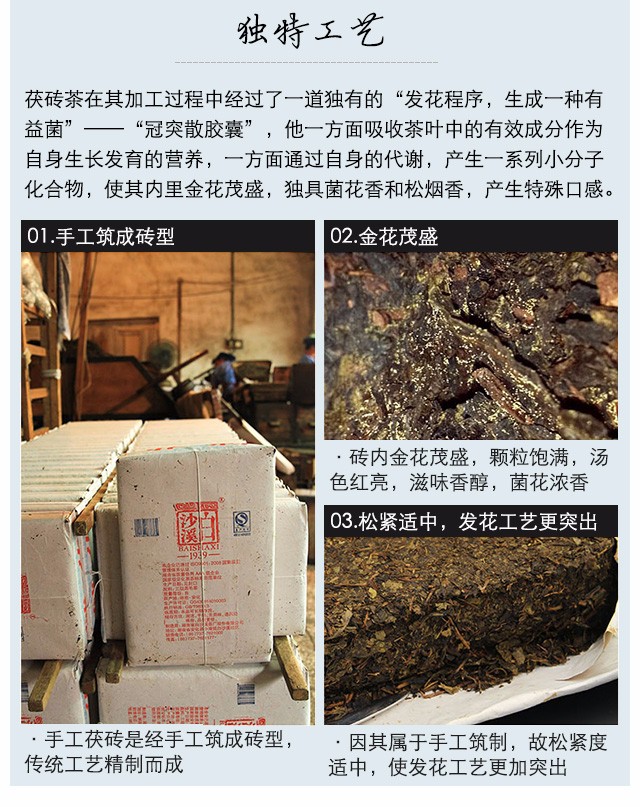 独特工艺
茯砖茶在其加工过程中经过了一道独有的“发花程序，生成一种有
益菌”——“冠突散胶囊”，他一方面吸收茶叶中的有效成分作为
自身生长发育的营养，一方面通过自身的代谢，产生一系列小分子
化合物，使其内里金花茂盛，独具菌花香和松烟香，产生特殊口感。
01.手工筑成砖型
白沙溪
BAISHAXI
1939
·手工茯砖是经手工筑成砖型，
传统工艺精制而成
02.金花茂盛
·砖内金花茂盛，颗粒饱满，汤
色红亮，滋味香醇，菌花浓香
03.松紧适中，发花工艺更突出
·因其属于手工筑制，故松紧度
适中，使发花工艺更加突出